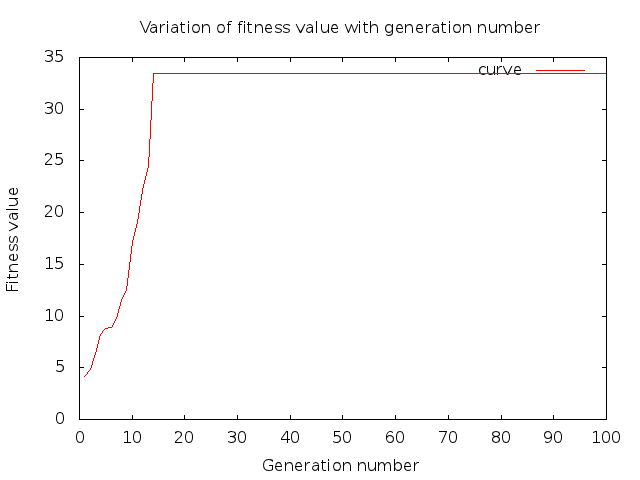 Variation of fitness value with generation number
curve
35
30
25
20
15
10
5
0
Fitness value
0 10 20 30 40 50 60 70 80 90 100
Generation number